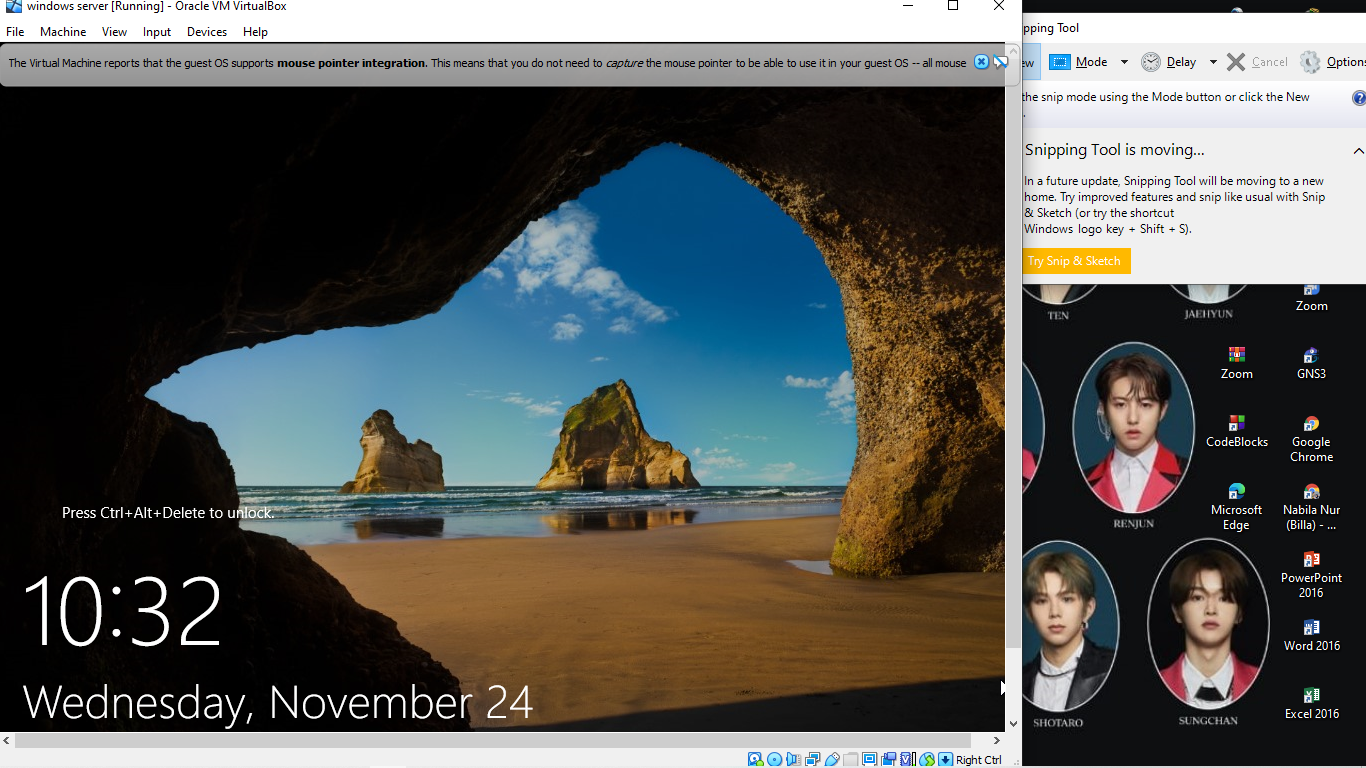 windows server [Running] - Oracle VM VirtualBox
File Machine View Input Devices Help
The Virtual Machine reports that the guest OS supports mouse pointer integration. This means that you do not need to capture the mouse pointer to be able to use it in your guest OS -- all mouse
Press Ctrl+Alt+Delete to unlock.
10:32
Wednesday, November 24
Right Ctrl
pping Tool
ew Mode Delay Cancel Options
the snip mode using the Mode button or click the New
Snipping Tool is moving...
In a future update, Snipping Tool will be moving to a new
home. Try improved features and snip like usual with Snip
& Sketch (or try the shortcut
Windows logo key + Shift + S).
Try Snip & Sketch
TEN
JAEHYUN
Zoom
Zoom
GNS3
CodeBlocks
Google
Chrome
RENJUN
Microsoft
Edge
Nabila Nur
(Billa) - ...
PowerPoint
2016
Word 2016
SHOTARO
SUNGCHAN
Excel 2016